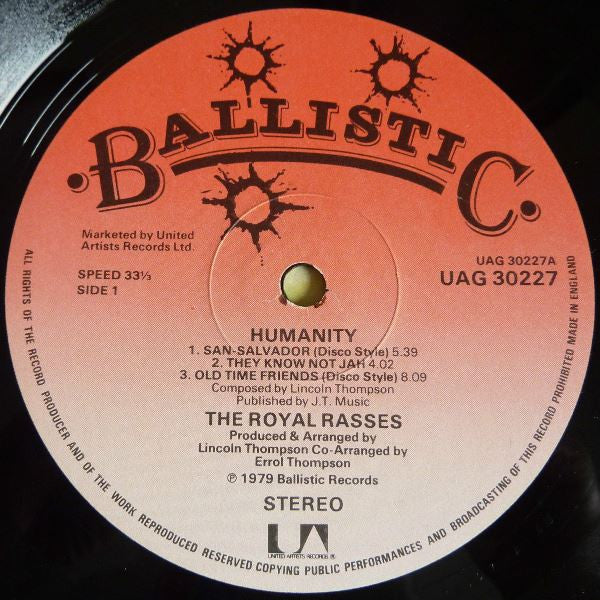 BALLISTIC
Marketed by United
Artists Records Ltd.
SPEED 33⅓
SIDE 1
UAG 30227A
UAG 30227
HUMANITY
1. SAN-SALVADOR (Disco Style) 5.39
2. THEY KNOW NOT JAH 4.02
3. OLD TIME FRIENDS (Disco Style) 8.09
Composed by Lincoln Thompson
Published by J.T. Music
THE ROYAL RASSES
Produced & Arranged by
Lincoln Thompson Co-Arranged by
Errol Thompson
℗ 1979 Ballistic Records
STEREO
UA
UNITED ARTISTS RECORDS ®
ALL RIGHTS OF THE RECORD PRODUCER AND OF THE WORK REPRODUCED RESERVED COPYING PUBLIC PERFORMANCES AND BROADCASTING OF THIS RECORD PROHIBITED MADE IN ENGLAND